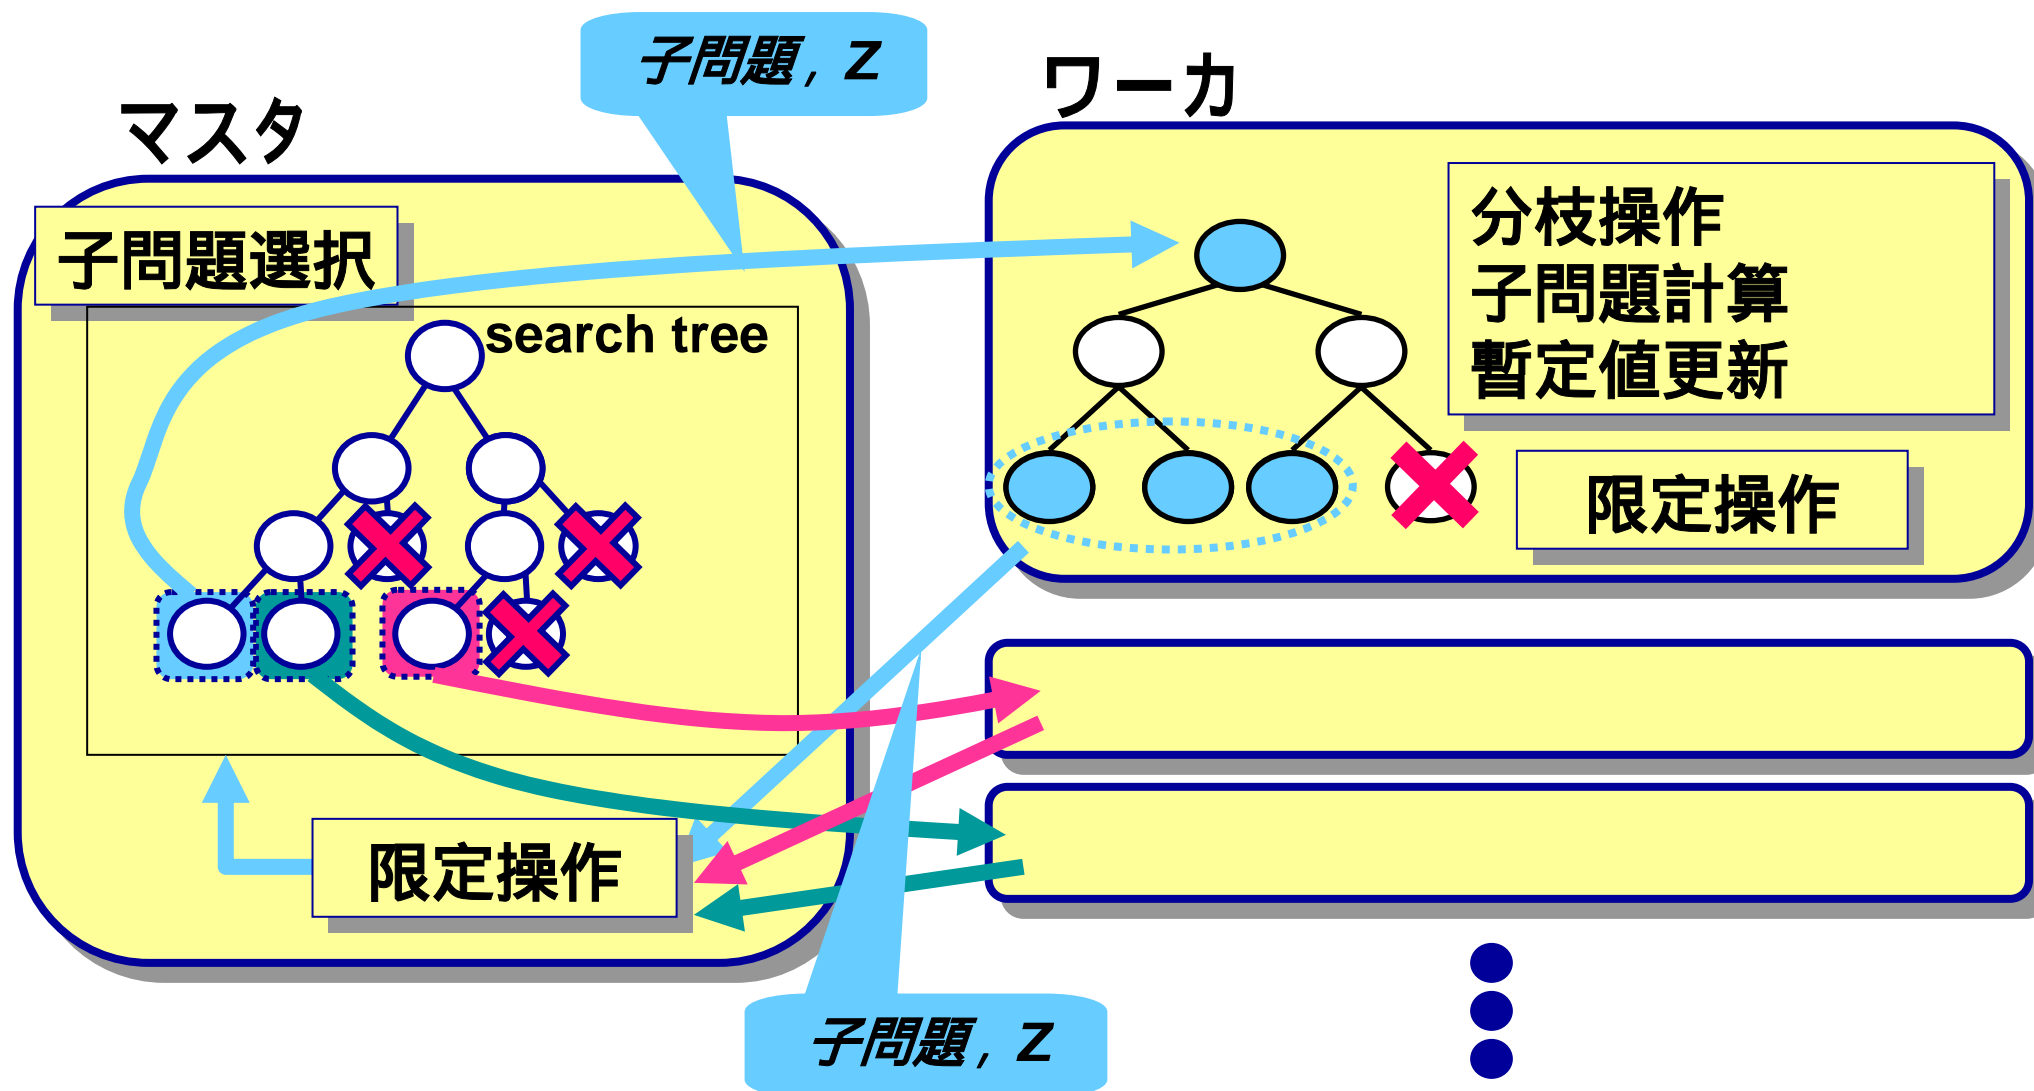 子問題, Z
マスタ
ワーカ
子問題選択
search tree
分枝操作
子問題計算
暫定値更新
限定操作
限定操作
子問題, Z